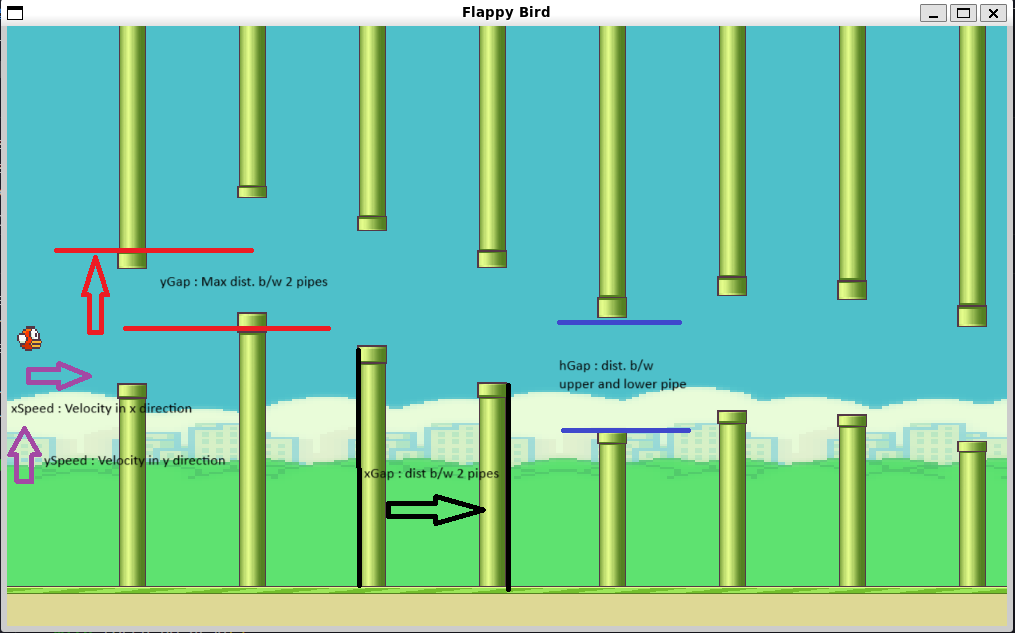 Flappy Bird
yGap : Max dist. b/w 2 pipes
hGap : dist. b/w
upper and lower pipe
xSpeed : Velocity in x direction
ySpeed : Velocity in y direction
xGap : dist b/w 2 pipes